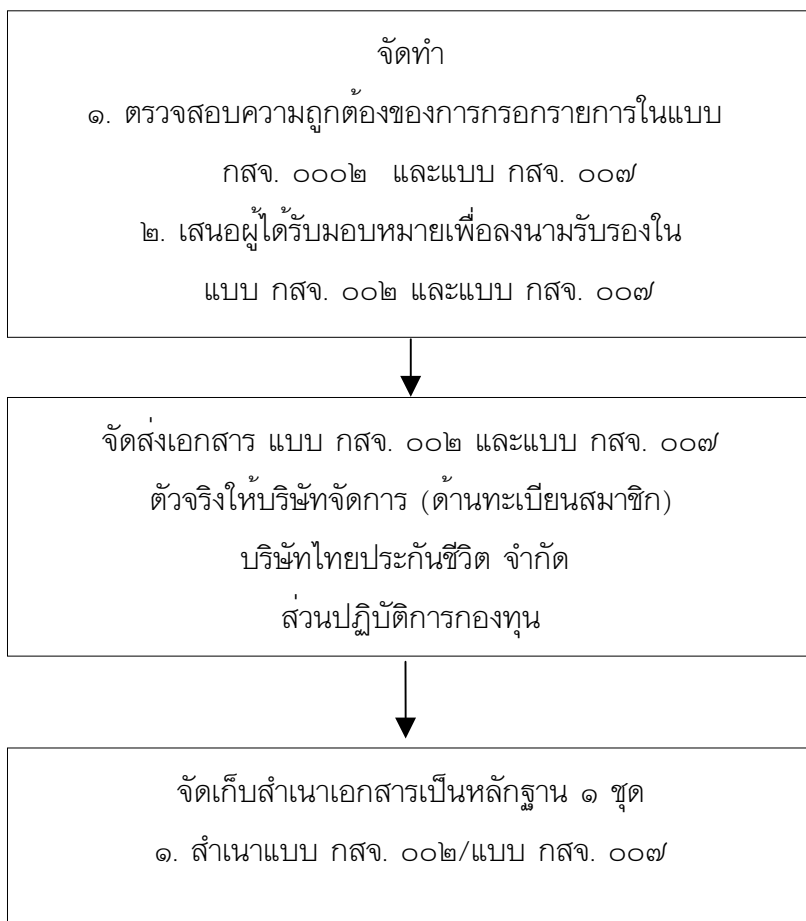 จัดทำ
๑. ตรวจสอบความถูกต้องของการกรอกรายการในแบบ
กสจ. ๐๐๐๒ และแบบ กสจ. ๐๐๗
๒. เสนอผู้ได้รับมอบหมายเพื่อลงนามรับรองใน
แบบ กสจ. ๐๐๒ และแบบ กสจ. ๐๐๗
จัดส่งเอกสาร แบบ กสจ. ๐๐๒ และแบบ กสจ. ๐๐๗
ตัวจริงให้บริษัทจัดการ (ด้านทะเบียนสมาชิก)
บริษัทไทยประกันชีวิต จำกัด
ส่วนปฏิบัติการกองทุน
จัดเก็บสำเนาเอกสารเป็นหลักฐาน ๑ ชุด
๑. สำเนาแบบ กสจ. ๐๐๒/แบบ กสจ. ๐๐๗